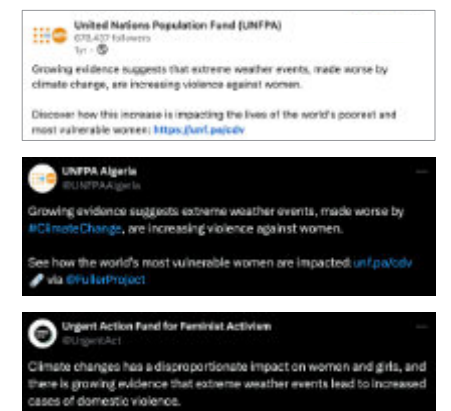 United Nations Population Fund (UNFPA)
678,437 followers
1yr •
Growing evidence suggests that extreme weather events, made worse by
climate change, are increasing violence against women.
Discover how this increase is impacting the lives of the world's poorest and
most vulnerable women: https://unf.pa/cdv
UNFPA Algeria
@UNFPAAlgeria
Growing evidence suggests extreme weather events, made worse by
#ClimateChange, are increasing violence against women.
See how the world's most vulnerable women are impacted: unf.pa/cdv
via @FullerProject
Urgent Action Fund for Feminist Activism
@UrgentAct
Climate changes has a disproportionate impact on women and girls, and
there is growing evidence that extreme weather events lead to increased
cases of domestic violence.